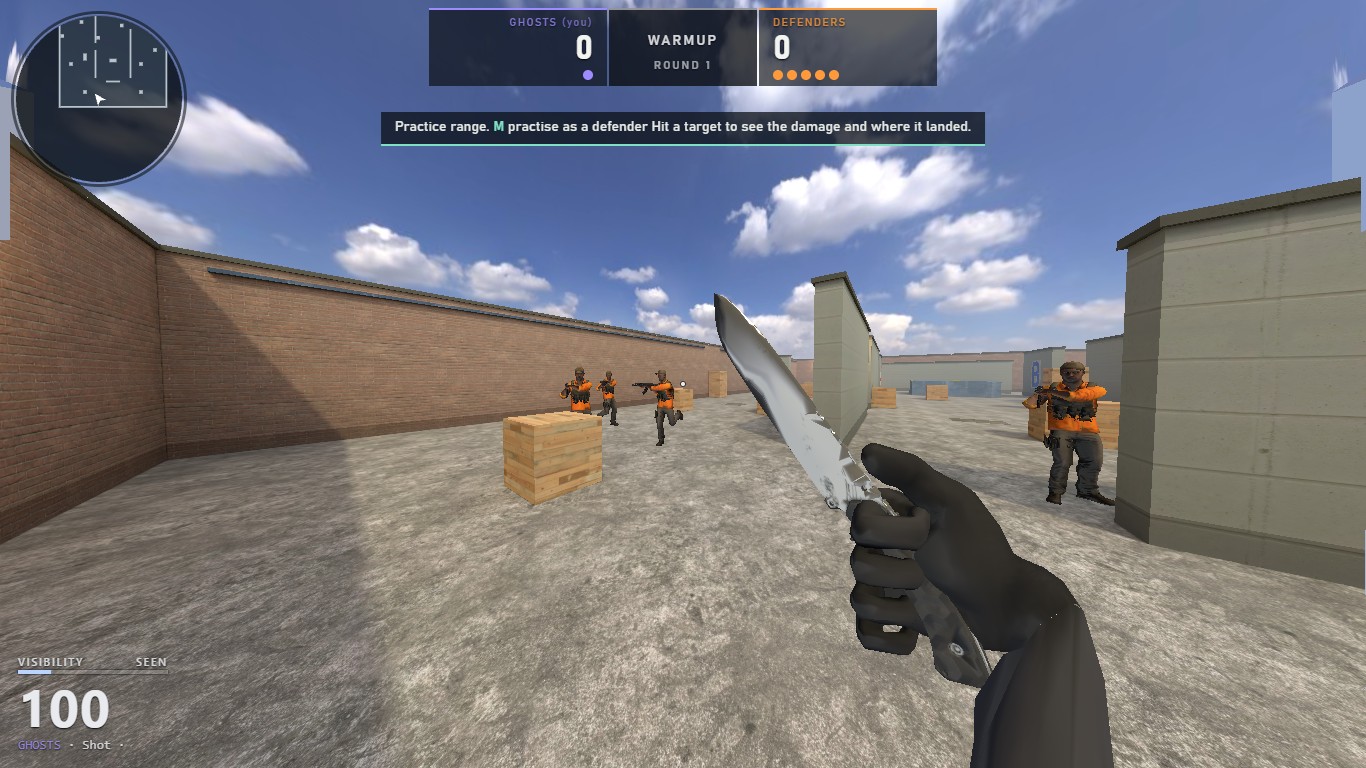 GHOSTS (you)
0
WARMUP
ROUND 1
DEFENDERS
0
Practice range. M practise as a defender Hit a target to see the damage and where it landed.
VISIBILITY SEEN
100
GHOSTS · Shot ·